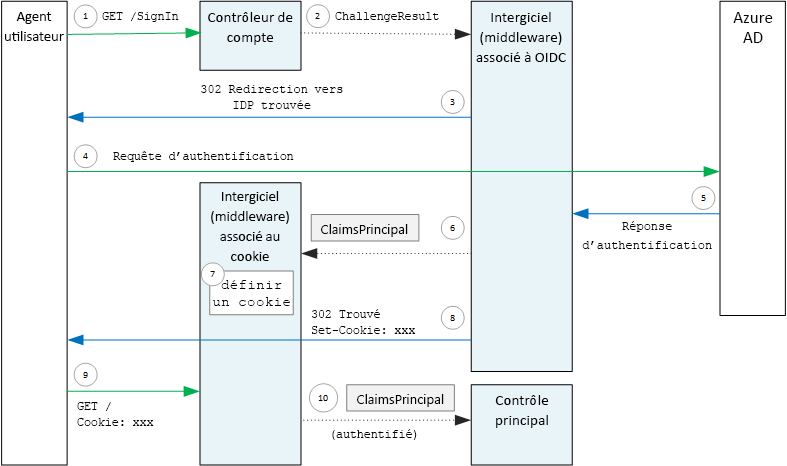 Agent
utilisateur
1
GET /SignIn
Contrôleur de
compte
2
ChallengeResult
Intergiciel
(middleware)
associé à OIDC
Azure
AD
302 Redirection vers
IDP trouvée
3
4
Requête d'authentification
5
Réponse
d'authentification
Intergiciel
(middleware)
associé au
cookie
ClaimsPrincipal
6
7
définir
un cookie
302 Trouvé
Set-Cookie: xxx
8
9
GET /
Cookie: xxx
10
ClaimsPrincipal
(authentifié)
Contrôle
principal